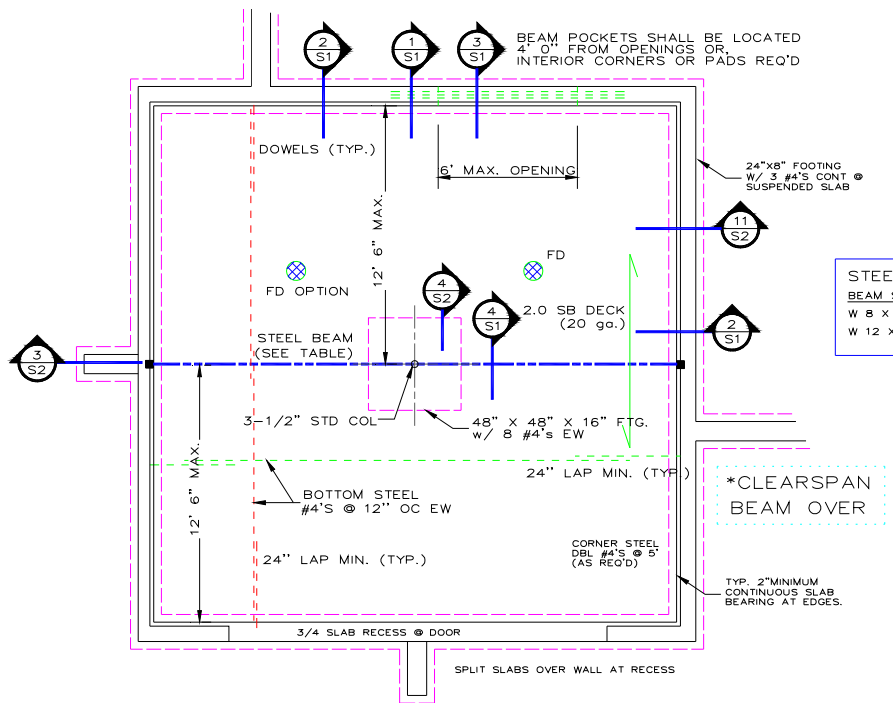 2
S1
1
S1
3
S1
BEAM POCKETS SHALL BE LOCATED
4' 0" FROM OPENINGS OR,
INTERIOR CORNERS OR PADS REQ'D
DOWELS (TYP.)
6' MAX. OPENING
12' 6" MAX.
24"X8" FOOTING
W/ 3 #4'S CONT @
SUSPENDED SLAB
11
S2
FD OPTION
FD
4
S2
4
S1
2.0 SB DECK
(20 ga.)
STEE
BEAM
W 8 X
W 12 X
2
S1
3
S2
STEEL BEAM
(SEE TABLE)
3-1/2" STD COL
48" X 48" X 16" FTG.
w/ 8 #4's EW
12' 6" MAX.
24" LAP MIN. (TYP.)
*CLEARSPAN
BEAM OVER
BOTTOM STEEL
#4'S @ 12" OC EW
24" LAP MIN. (TYP.)
CORNER STEEL
DBL #4'S @ 5'
(AS REQ'D)
TYP. 2"MINIMUM
CONTINUOUS SLAB
BEARING AT EDGES.
3/4 SLAB RECESS @ DOOR
SPLIT SLABS OVER WALL AT RECESS